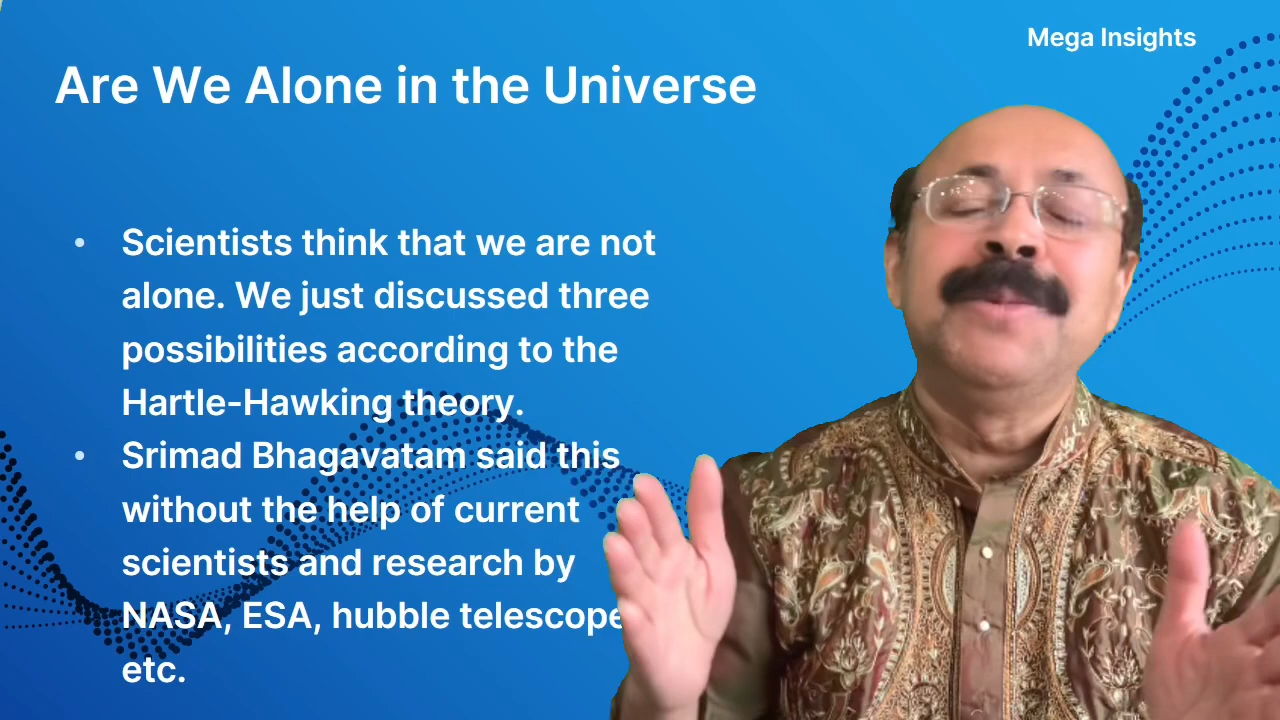 Mega Insights
Are We Alone in the Universe
Scientists think that we are not
alone. We just discussed three
possibilities according to the
Hartle-Hawking theory.
Srimad Bhagavatam said this
without the help of current
scientists and research by
NASA, ESA, hubble telescope
etc.